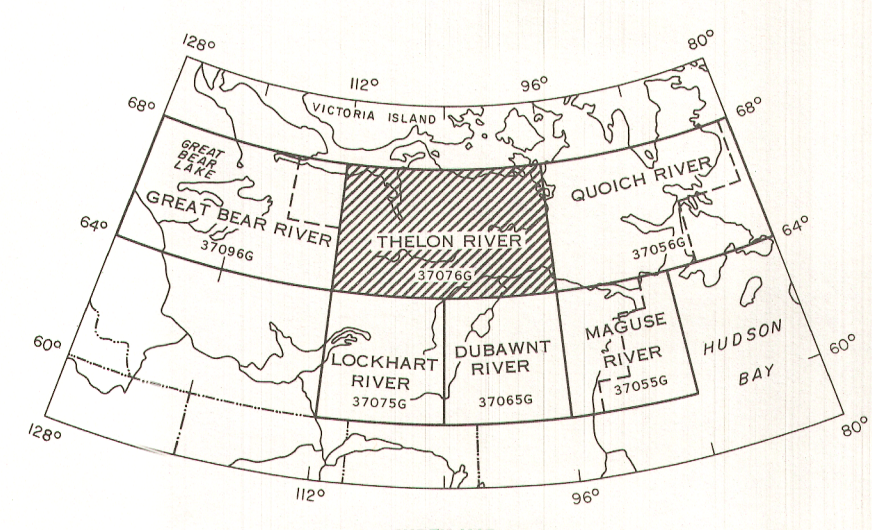 128°
80°
112°
96°
68°
68°
VICTORIA ISLAND
GREAT
BEAR
LAKE
QUOICH RIVER
GREAT BEAR RIVER
64°
64°
THELON RIVER
37096G
37056G
37076G
MAGUSE
RIVER
HUDSON
BAY
60°
60°
LOCKHART
RIVER
DUBAWNT
RIVER
37075G
37065G
37055G
128°
80°
112°
96°